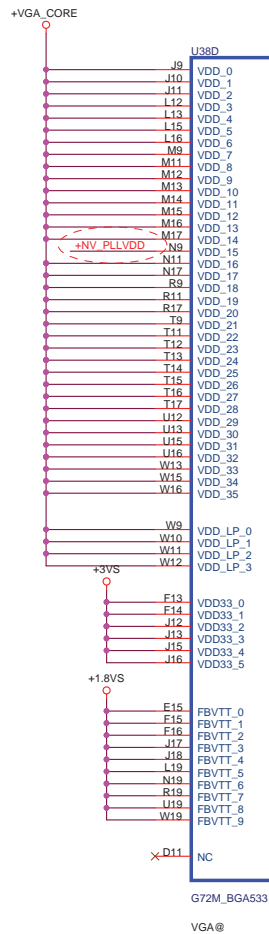 +VGA_CORE
U38D
J9 VDD_0
J10 VDD_1
J11 VDD_2
L12 VDD_3
L13 VDD_4
L15 VDD_5
L16 VDD_6
M9 VDD_7
M11 VDD_8
M12 VDD_9
M13 VDD_10
M14 VDD_11
M15 VDD_12
M16 VDD_13
M17 VDD_14
+NV_PLLVDD
N9 VDD_15
N11 VDD_16
N17 VDD_17
R9 VDD_18
R11 VDD_19
R17 VDD_20
T9 VDD_21
T11 VDD_22
T12 VDD_23
T13 VDD_24
T14 VDD_25
T15 VDD_26
T16 VDD_27
T17 VDD_28
U12 VDD_29
U13 VDD_30
U15 VDD_31
U16 VDD_32
W13 VDD_33
W15 VDD_34
W16 VDD_35
W9 VDD_LP_0
W10 VDD_LP_1
W11 VDD_LP_2
W12 VDD_LP_3
+3VS
F13 VDD33_0
F14 VDD33_1
J12 VDD33_2
J13 VDD33_3
J15 VDD33_4
J16 VDD33_5
+1.8VS
E15 FBVTT_0
F15 FBVTT_1
F16 FBVTT_2
J17 FBVTT_3
J18 FBVTT_4
L19 FBVTT_5
N19 FBVTT_6
R19 FBVTT_7
U19 FBVTT_8
W19 FBVTT_9
D11 NC
G72M_BGA533
VGA@